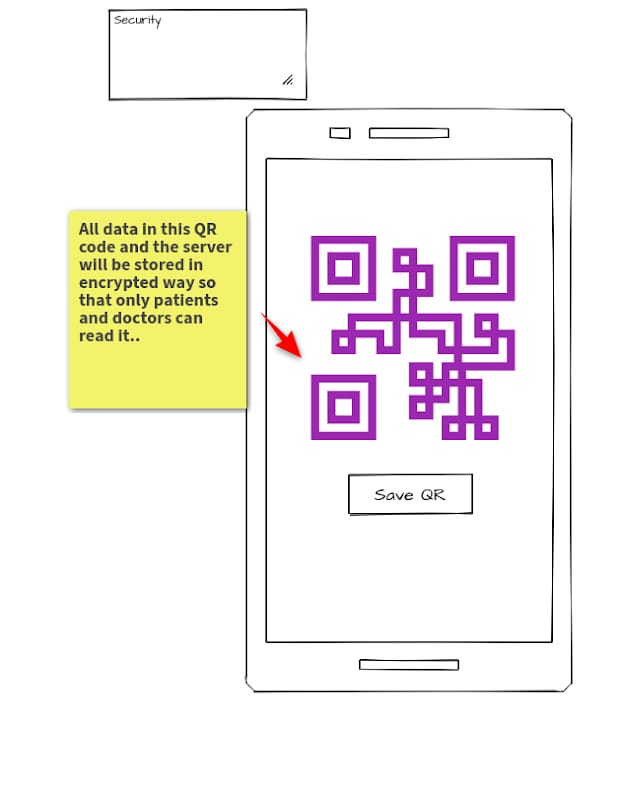 Security
All data in this QR
code and the server
will be stored in
encrypted way so
that only patients
and doctors can
read it..
Save QR